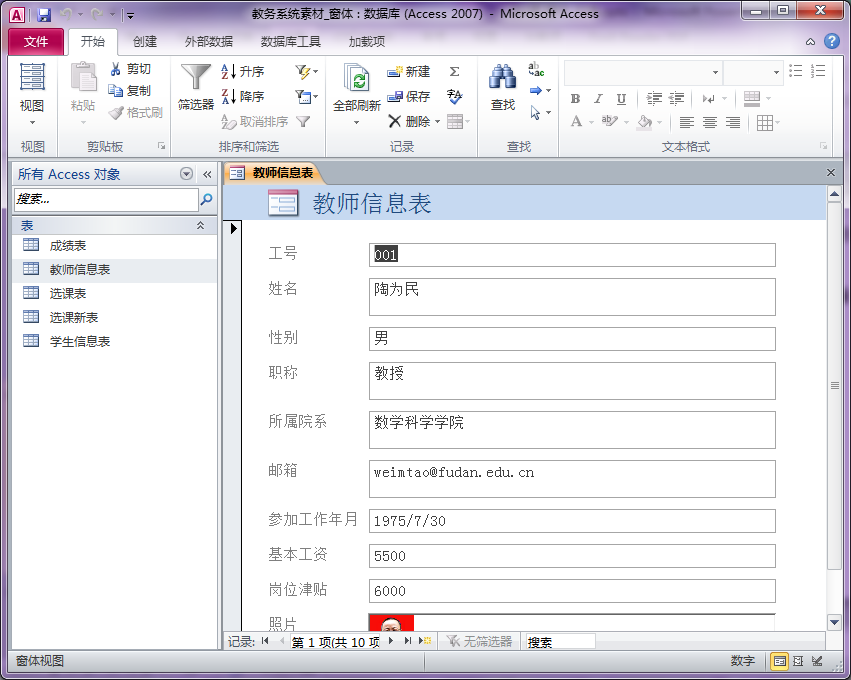 教务系统素材_窗体 : 数据库 (Access 2007) - Microsoft Access
文件 开始 创建 外部数据 数据库工具 加载项
视图
视图
粘贴
剪切
复制
格式刷
剪贴板
筛选器
升序
降序
取消排序
排序和筛选
全部刷新
新建
保存
删除
记录
查找
查找
B I U
A
文本格式
所有 Access 对象
搜索...
表
成绩表
教师信息表
选课表
选课新表
学生信息表
教师信息表
教师信息表
工号 001
姓名 陶为民
性别 男
职称 教授
所属院系 数学科学学院
邮箱 weimtao@fudan.edu.cn
参加工作年月 1975/7/30
基本工资 5500
岗位津贴 6000
照片
记录: 第 1 项(共 10 项 无筛选器 搜索
窗体视图 数字